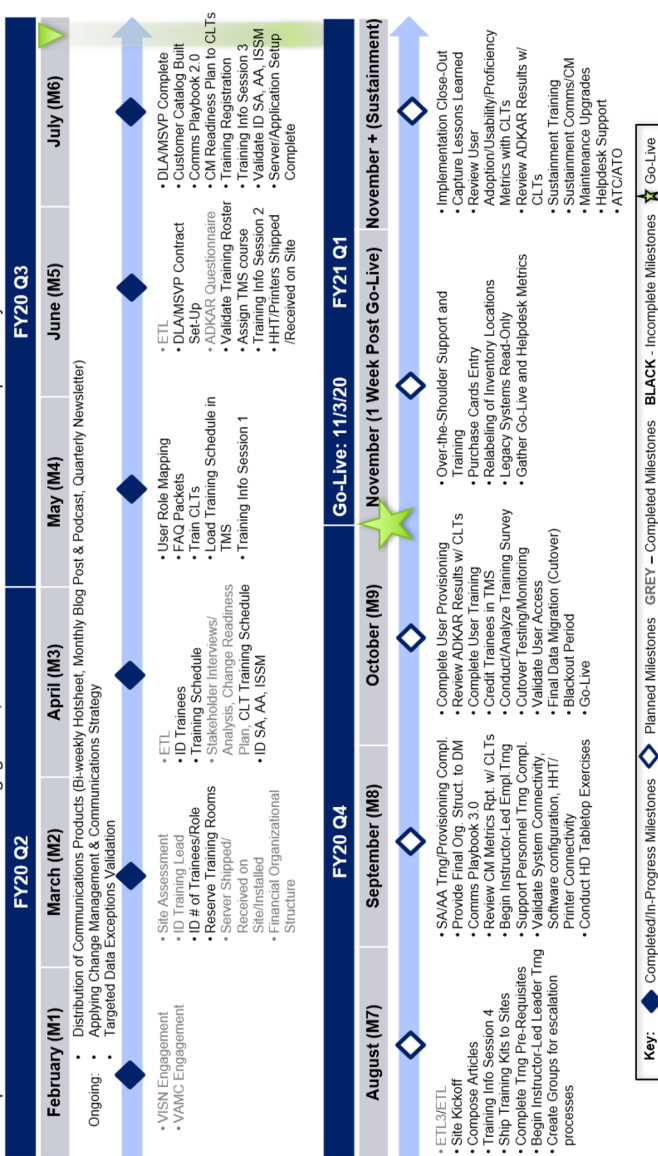 FY20 Q2
FY20 Q3
February (M1)
March (M2)
April (M3)
May (M4)
June (M5)
July (M6)
Ongoing:
• Distribution of Communications Products (Bi-weekly Hotsheet, Monthly Blog Post & Podcast, Quarterly Newsletter)
• Applying Change Management & Communications Strategy
• Targeted Data Exceptions Validation
• VISN Engagement
• VAMC Engagement
• Site Assessment
• ID Training Lead
• ID # of Trainees/Role
• Reserve Training Rooms
• Server Shipped/
Received on
Site/Installed
• Financial Organizational
Structure
• ETL
• ID Trainees
• Training Schedule
• Stakeholder Interviews/
Analysis, Change Readiness
Plan, CLT Training Schedule
• ID SA, AA, ISSM
• User Role Mapping
• FAQ Packets
• Train CLTs
• Load Training Schedule in
TMS
• Training Info Session 1
• ETL
• DLA/MSVP Contract
Set-Up
• ADKAR Questionnaire
• Validate Training Roster
• Assign TMS course
• Training Info Session 2
• HHT/Printers Shipped
/Received on Site
• DLA/MSVP Complete
• Customer Catalog Built
• Comms Playbook 2.0
• CM Readiness Plan to CLTs
• Training Registration
• Training Info Session 3
• Validate ID SA, AA, ISSM
• Server/Application Setup
Complete
FY20 Q4
Go-Live: 11/3/20
FY21 Q1
August (M7)
September (M8)
October (M9)
November (1 Week Post Go-Live)
November + (Sustainment)
• ETL3/ETL
• Site Kickoff
• Compose Articles
• Training Info Session 4
• Ship Training Kits to Sites
• Complete Trng Pre-Requisites
• Begin Instructor-Led Leader Trng
• Create Groups for escalation
processes
• SA/AA Trng/Provisioning Compl.
• Provide Final Org. Struct. to DM
• Comms Playbook 3.0
• Review CM Metrics Rpt. w/ CLTs
• Begin Instructor-Led Empl.Trng
• Support Personnel Trng Compl.
• Validate System Connectivity,
Software configuration, HHT/
Printer Connectivity
• Conduct HD Tabletop Exercises
• Complete User Provisioning
• Review ADKAR Results w/ CLTs
• Complete User Training
• Credit Trainees in TMS
• Conduct/Analyze Training Survey
• Cutover Testing/Monitoring
• Validate User Access
• Final Data Migration (Cutover)
• Blackout Period
• Go-Live
• Over-the-Shoulder Support and
Training
• Purchase Cards Entry
• Relabeling of Inventory Locations
• Legacy Systems Read-Only
• Gather Go-Live and Helpdesk Metrics
• Implementation Close-Out
• Capture Lessons Learned
• Review User
Adoption/Usability/Proficiency
Metrics with CLTs
• Review ADKAR Results w/
CLTs
• Sustainment Training
• Sustainment Comms/CM
• Maintenance Upgrades
• Helpdesk Support
• ATC/ATO
Key: Completed/In-Progress Milestones Planned Milestones GREY – Completed Milestones BLACK - Incomplete Milestones Go-Live